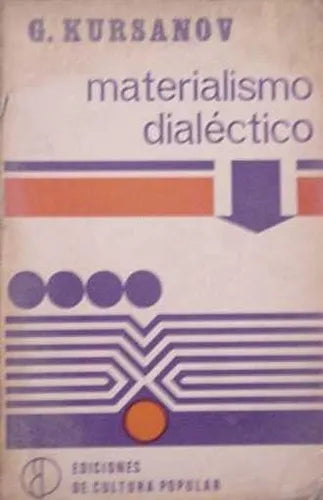 G. KURSANOV
materialismo
dialéctico
EDICIONES
DE CULTURA POPULAR